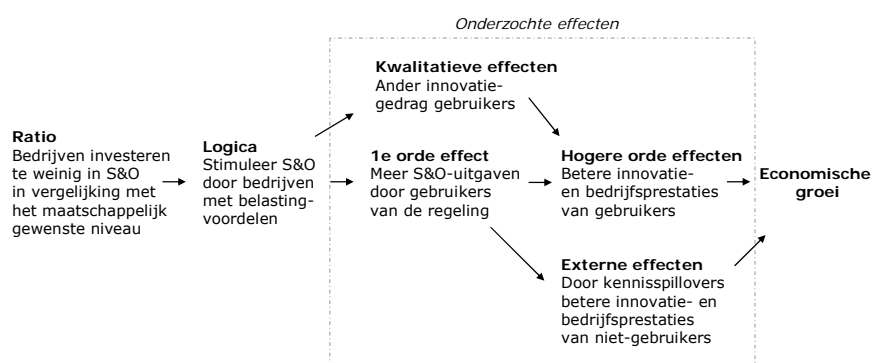 Onderzochte effecten
Kwalitatieve effecten
Ander innovatie-
gedrag gebruikers
Ratio
Bedrijven investeren
te weinig in S&O
in vergelijking met
het maatschappelijk
gewenste niveau
Logica
Stimuleer S&O
door bedrijven
met belasting-
voordelen
1e orde effect
Meer S&O-uitgaven
door gebruikers
van de regeling
Hogere orde effecten
Betere innovatie-
en bedrijfsprestaties
van gebruikers
Economische
groei
Externe effecten
Door kennisspillovers
betere innovatie- en
bedrijfsprestaties
van niet-gebruikers